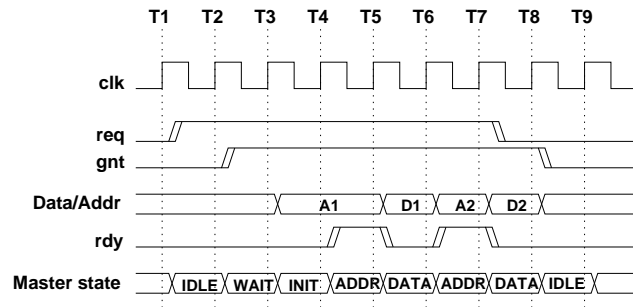 T1 T2 T3 T4 T5 T6 T7 T8 T9
clk
req
gnt
Data/Addr A1 D1 A2 D2
rdy
Master state IDLE WAIT INIT ADDR DATA ADDR DATA IDLE